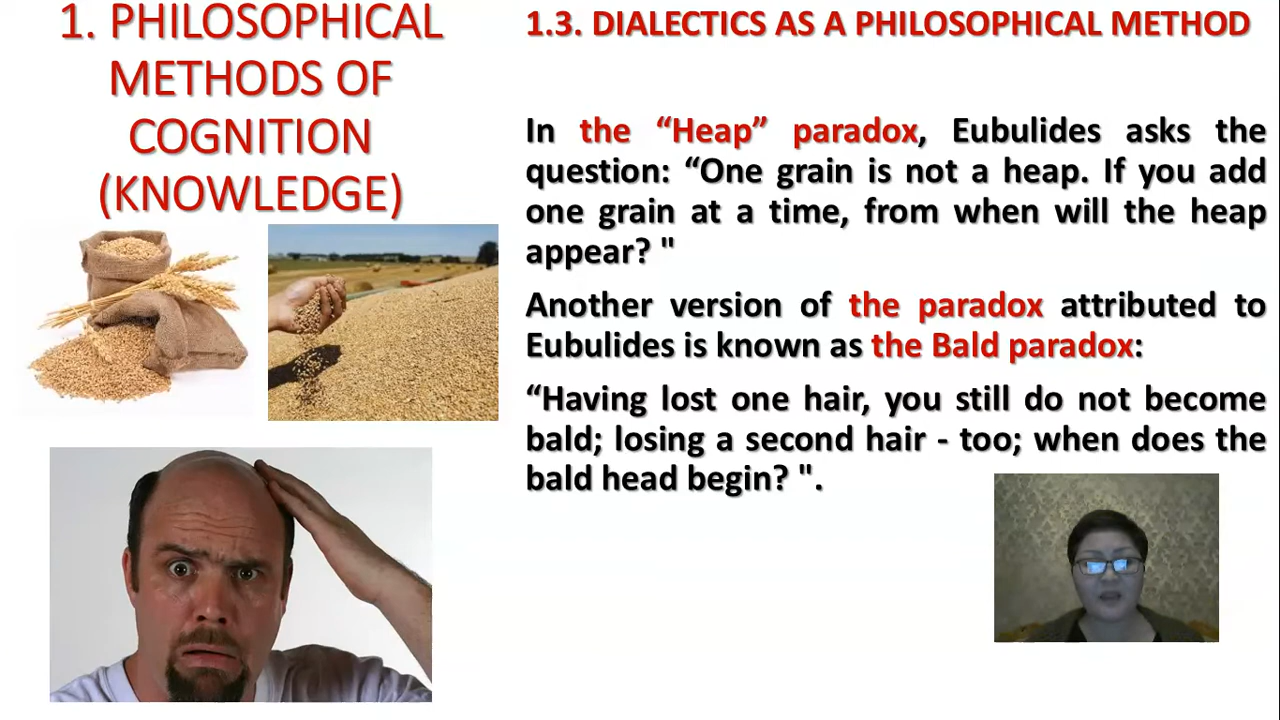 1. PHILOSOPHICAL
METHODS OF
COGNITION
(KNOWLEDGE)
1.3. DIALECTICS AS A PHILOSOPHICAL METHOD
In the “Heap” paradox, Eubulides asks the
question: “One grain is not a heap. If you add
one grain at a time, from when will the heap
appear? "
Another version of the paradox attributed to
Eubulides is known as the Bald paradox:
“Having lost one hair, you still do not become
bald; losing a second hair - too; when does the
bald head begin? ".